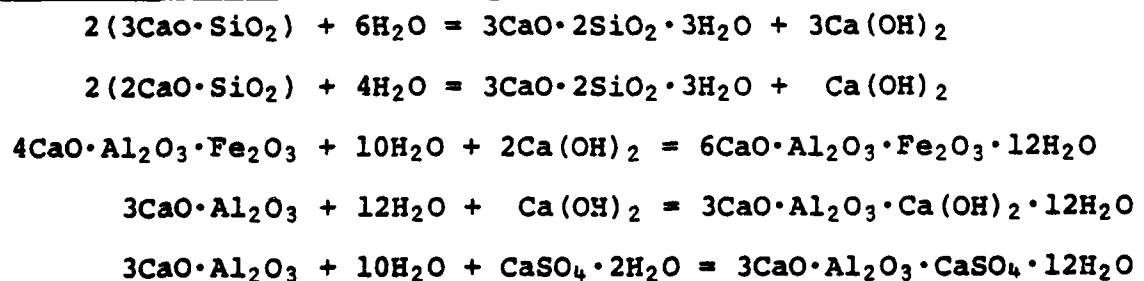 2(3Cao·SiO₂) + 6H₂O = 3CaO·2SiO₂·3H₂O + 3Ca(OH)₂
2(2CaO·SiO₂) + 4H₂O = 3CaO·2SiO₂·3H₂O + Ca(OH)₂
4CaO·Al₂O₃·Fe₂O₃ + 10H₂O + 2Ca(OH)₂ = 6CaO·Al₂O₃·Fe₂O₃·12H₂O
3CaO·Al₂O₃ + 12H₂O + Ca(OH)₂ = 3CaO·Al₂O₃·Ca(OH)₂·12H₂O
3CaO·Al₂O₃ + 10H₂O + CaSO₄·2H₂O = 3CaO·Al₂O₃·CaSO₄·12H₂O